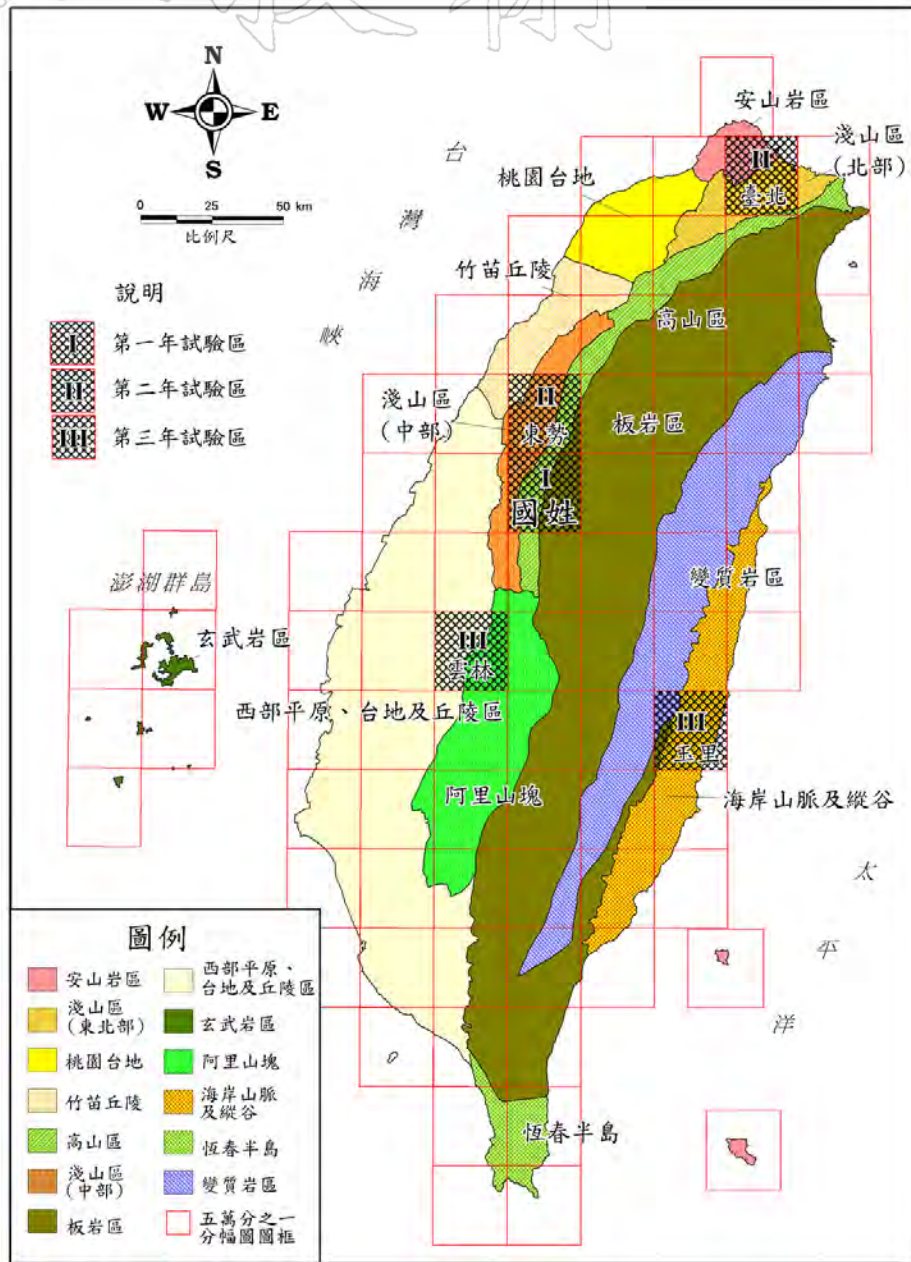 N
W E
S
0 25 50 km
比例尺
台
灣
海
峽
說明
I 第一年試驗區
II 第二年試驗區
III 第三年試驗區
安山岩區
淺山區
(北部)
II
臺北
桃園台地
竹苗丘陵
高山區
淺山區
(中部)
II
東勢
板岩區
I
國姓
變質岩區
澎湖群島
玄武岩區
III
雲林
西部平原、台地及丘陵區
III
玉里
阿里山塊
海岸山脈及縱谷
太
平
洋
恆春半島
圖例
安山岩區
淺山區
(東北部)
桃園台地
竹苗丘陵
高山區
淺山區
(中部)
板岩區
西部平原、
台地及丘陵區
玄武岩區
阿里山塊
海岸山脈
及縱谷
恆春半島
變質岩區
五萬分之一
分幅圖圖框